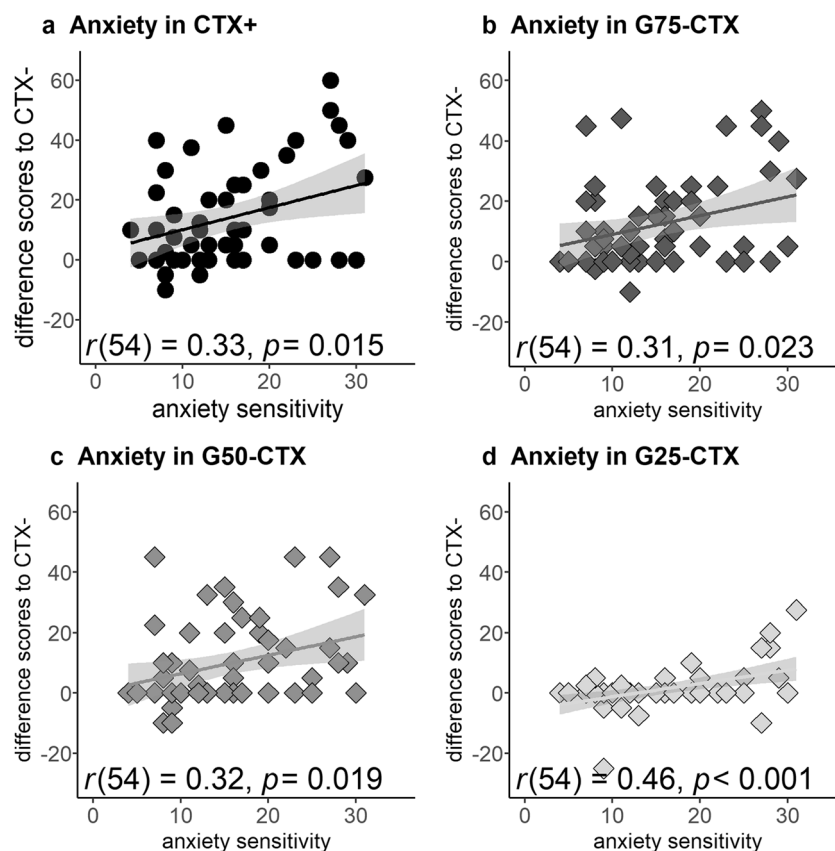 a Anxiety in CTX+
difference scores to CTX-
60
40
20
0
-20
r(54) = 0.33, p= 0.015
0 10 20 30
anxiety sensitivity
b Anxiety in G75-CTX
difference scores to CTX-
60
40
20
0
-20
r(54) = 0.31, p= 0.023
0 10 20 30
anxiety sensitivity
c Anxiety in G50-CTX
difference scores to CTX-
60
40
20
0
-20
r(54) = 0.32, p= 0.019
0 10 20 30
anxiety sensitivity
d Anxiety in G25-CTX
difference scores to CTX-
60
40
20
0
-20
r(54) = 0.46, p< 0.001
0 10 20 30
anxiety sensitivity